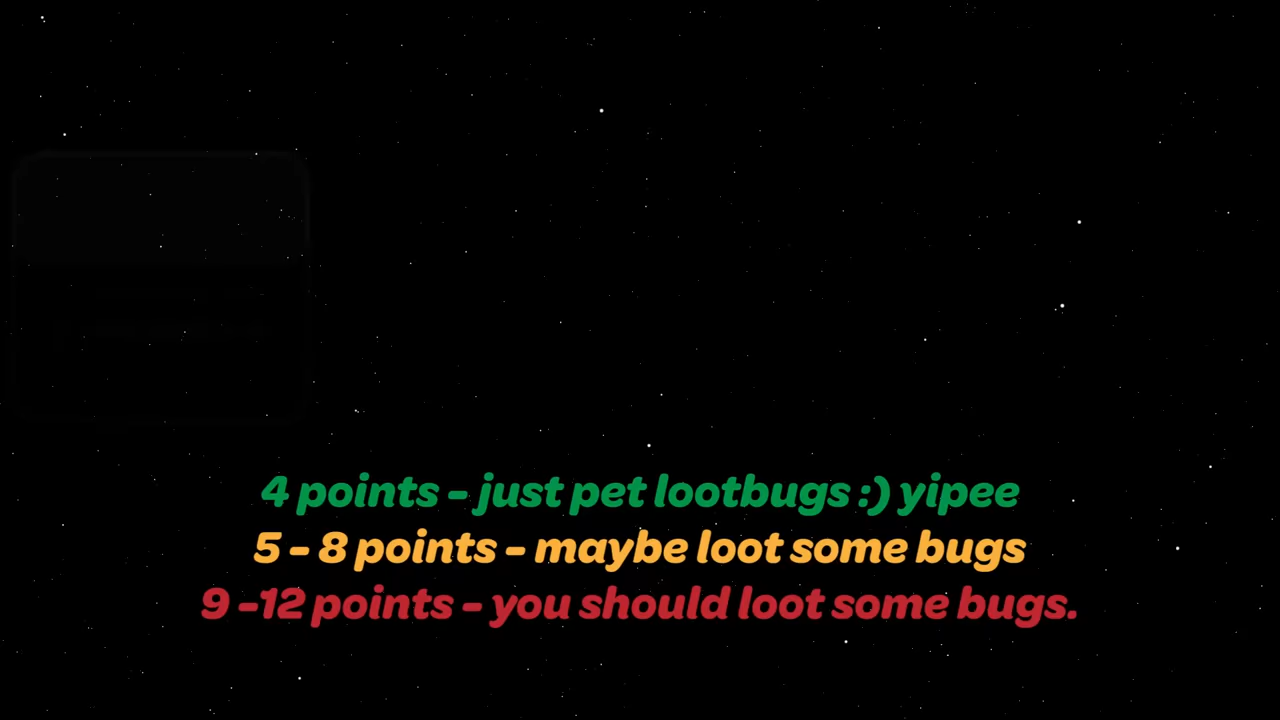 4 points - just pet lootbugs :) yipee
5 - 8 points - maybe loot some bugs
9 -12 points - you should loot some bugs.